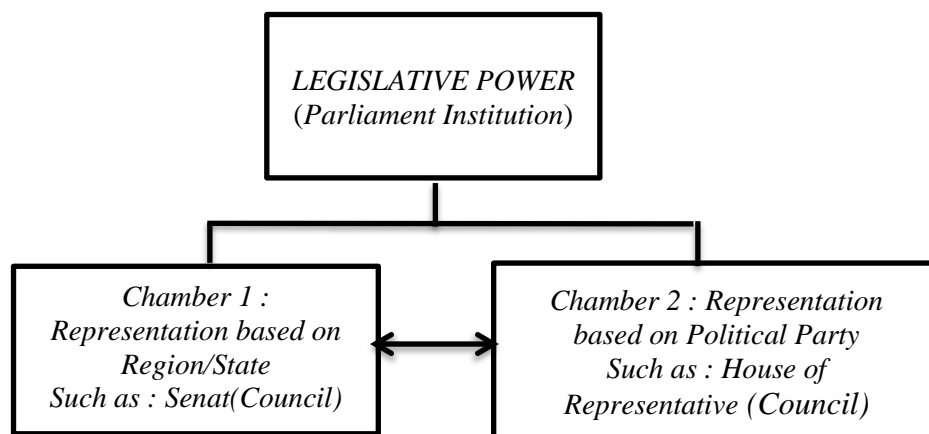 LEGISLATIVE POWER
(Parliament Institution)
Chamber 1 :
Representation based on
Region/State
Such as : Senat(Council)
Chamber 2 : Representation
based on Political Party
Such as : House of
Representative (Council)